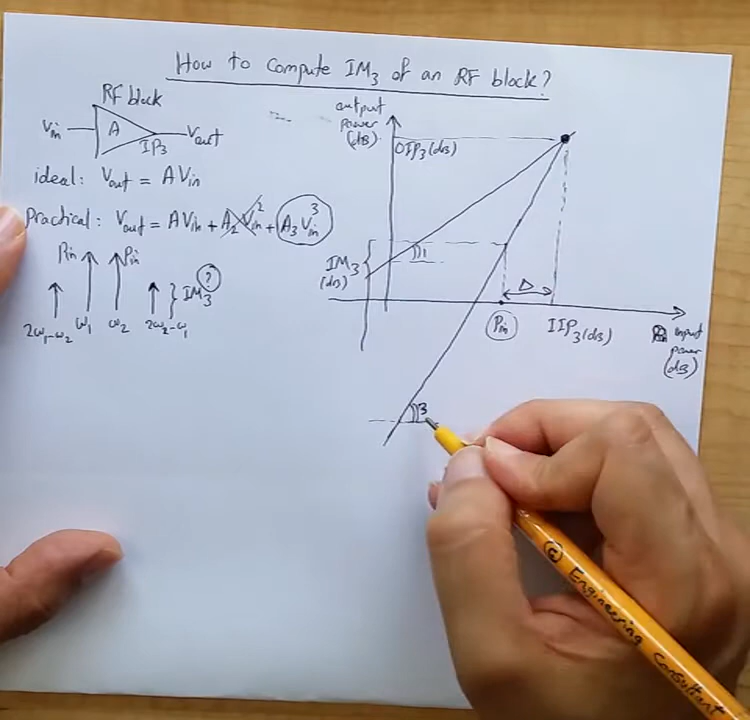 How to compute IM3 of an RF block?
RF block
Vin
A
Vout
IP3
ideal: Vout = A Vin
practical: Vout = A Vin + A2 Vin² + A3 Vin³
Pin
Pin
IM3 ?
2ω1-ω2
ω1
ω2
2ω2-ω1
output
power
(dB)
OIP3 (dB)
1
IM3
(dB)
Δ
Pin
IIP3 (dB)
input
power
(dB)
3
© Engineering Consultant